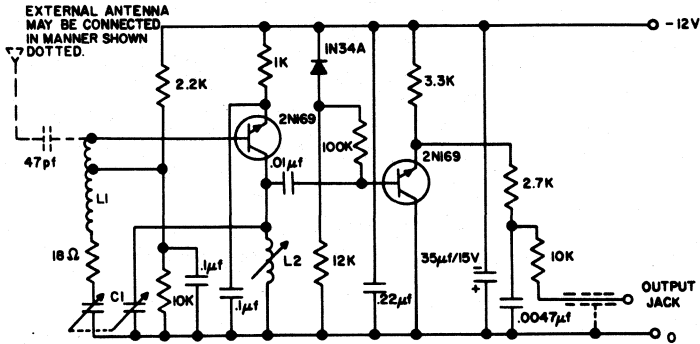 EXTERNAL ANTENNA
MAY BE CONNECTED
IN MANNER SHOWN
DOTTED.
-12V
1N34A
1K
2.2K
3.3K
2N169
100K
2N169
.01µf
47pf
2.7K
L1
18Ω
L2
12K
35µf/15V
10K
C1
.1µf
OUTPUT
JACK
10K
.1µf
.22µf
-
+
.0047µf
0